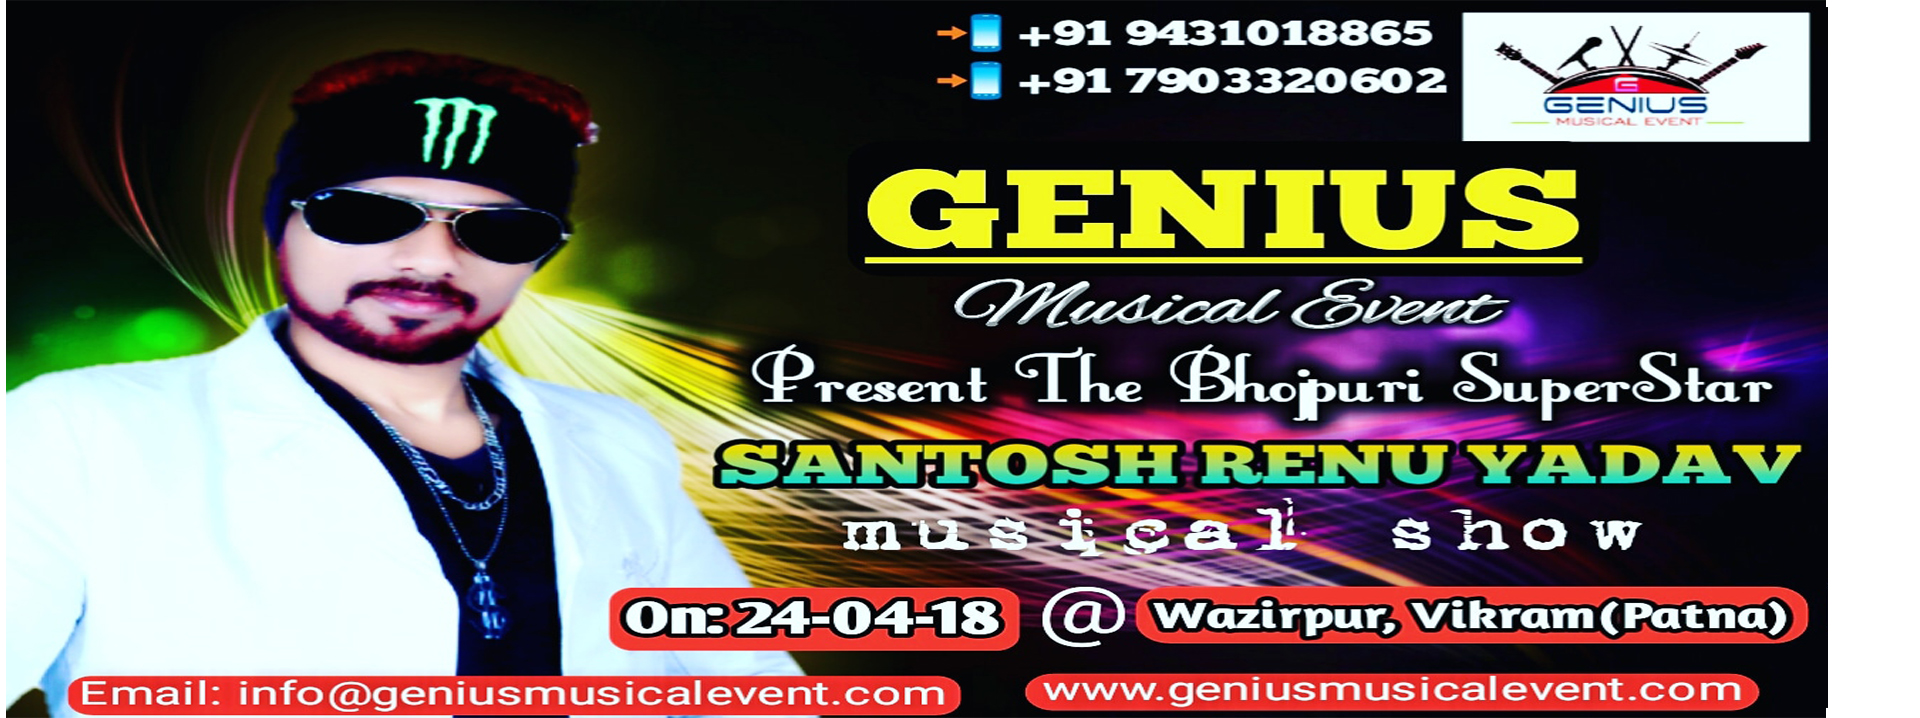 +91 9431018865
+91 7903320602
G
GENIUS
MUSICAL EVENT
GENIUS
Musical Event
Present The Bhojpuri SuperStar
SANTOSH RENU YADAV
musical show
On: 24-04-18 @ Wazirpur, Vikram(Patna)
Email: info@geniusmusicalevent.com
www.geniusmusicalevent.com